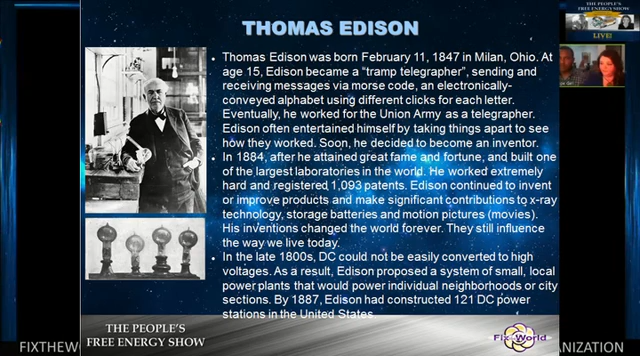 THOMAS EDISON
• Thomas Edison was born February 11, 1847 in Milan, Ohio. At
age 15, Edison became a “tramp telegrapher”, sending and
receiving messages via morse code, an electronically-
conveyed alphabet using different clicks for each letter.
Eventually, he worked for the Union Army as a telegrapher.
Edison often entertained himself by taking things apart to see
how they worked. Soon, he decided to become an inventor.
• In 1884, after he attained great fame and fortune, and built one
of the largest laboratories in the world. He worked extremely
hard and registered 1,093 patents. Edison continued to invent
or improve products and make significant contributions to x-ray
technology, storage batteries and motion pictures (movies).
His inventions changed the world forever. They still influence
the way we live today.
• In the late 1800s, DC could not be easily converted to high
voltages. As a result, Edison proposed a system of small, local
power plants that would power individual neighborhoods or city
sections. By 1887, Edison had constructed 121 DC power
stations in the United States.
THE PEOPLE'S
FREE ENERGY SHOW
Fix World
THE PEOPLE'S
FREE ENERGY SHOW
LIVE!
FIXTHEWO
ANIZATION